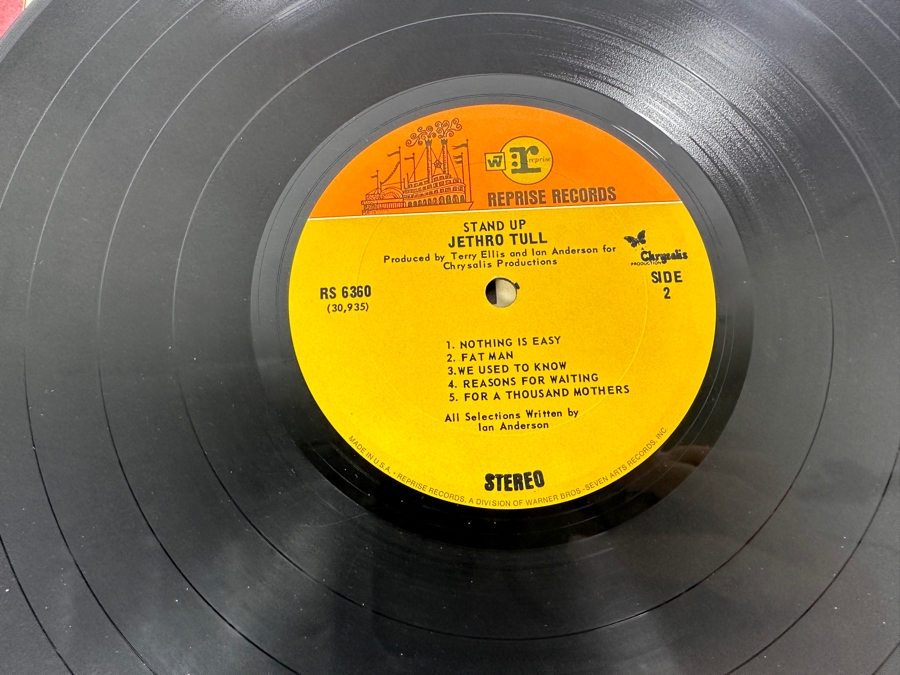 W
r
reprise
REPRISE RECORDS
STAND UP
JETHRO TULL
Produced by Terry Ellis and Ian Anderson for
Chrysalis Productions
A
Chrysalis
PRODUCTION
RS 6360
(30,935)
SIDE
2
1. NOTHING IS EASY
2. FAT MAN
3.WE USED TO KNOW
4. REASONS FOR WAITING
5. FOR A THOUSAND MOTHERS
All Selections Written by
Ian Anderson
STEREO
MADE IN U.S.A. • REPRISE RECORDS, A DIVISION OF WARNER BROS.-SEVEN ARTS RECORDS, INC.